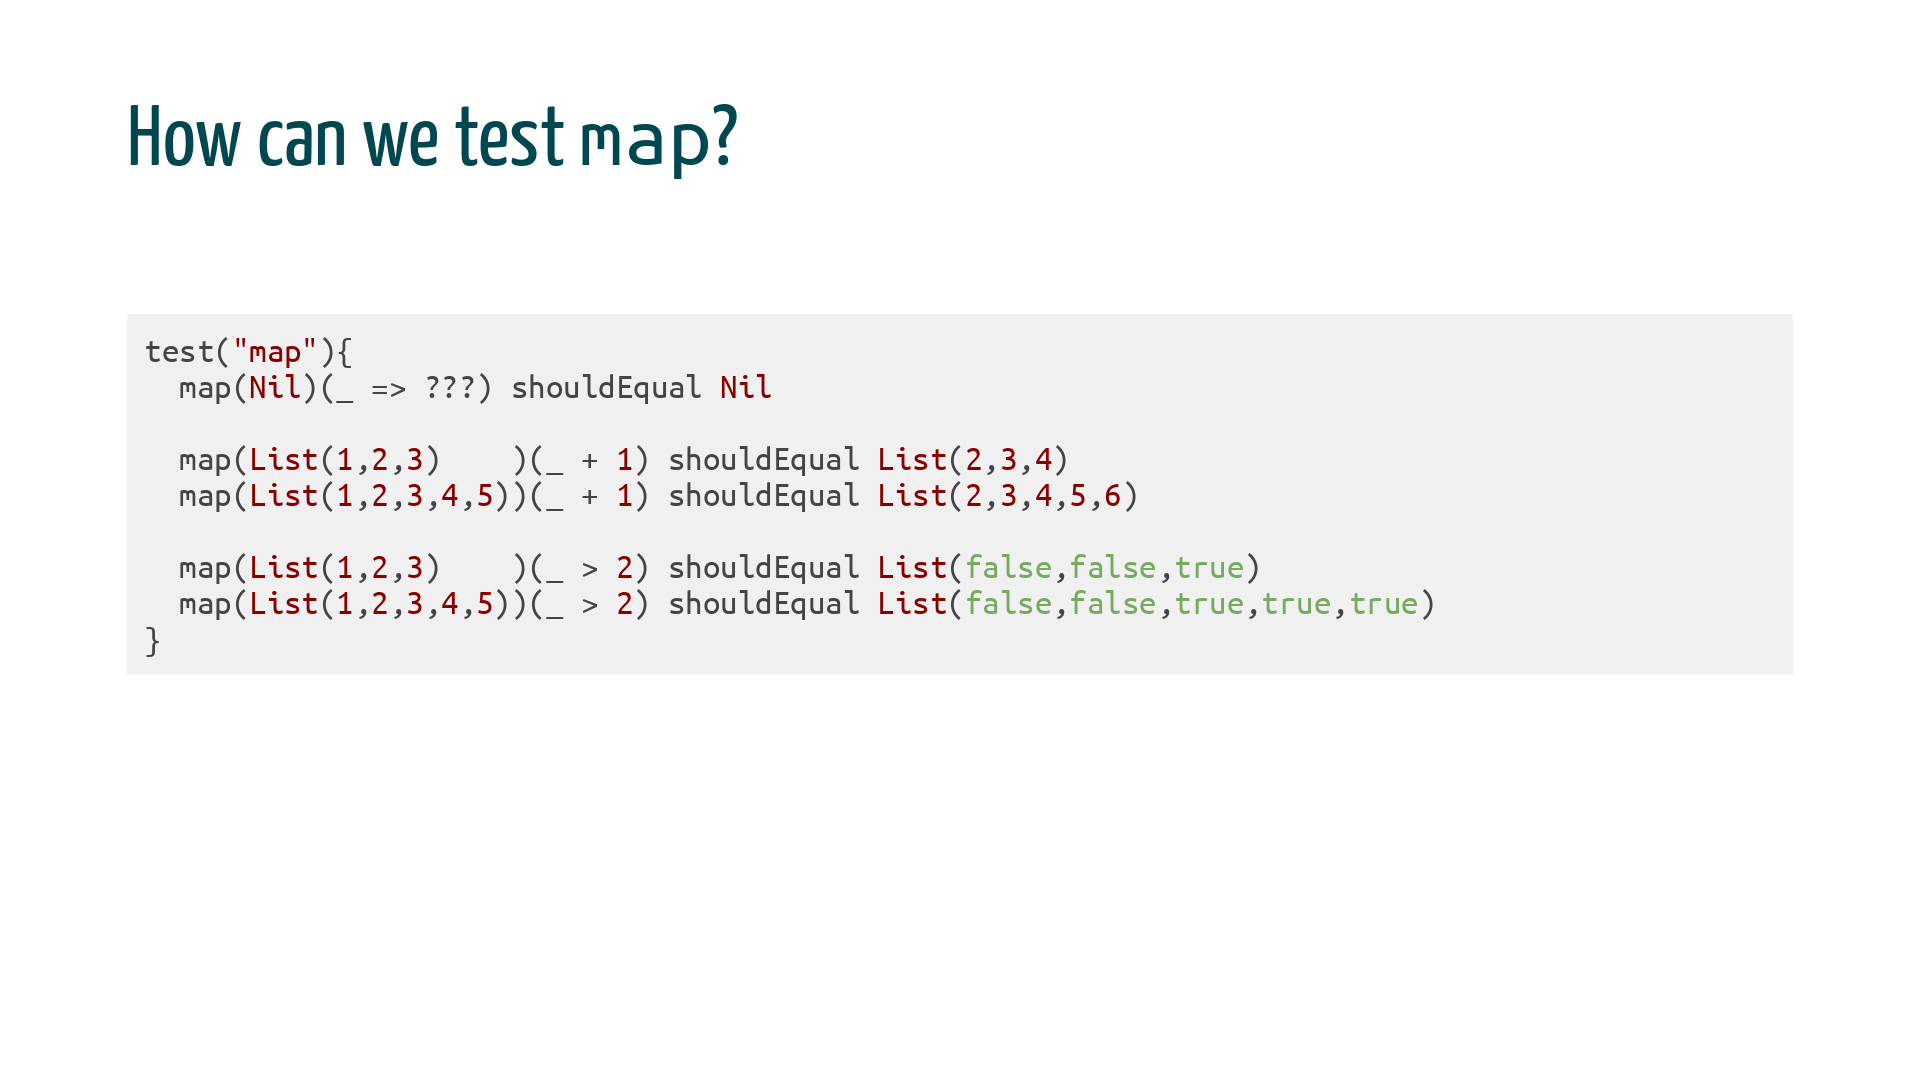 How can we test map?
test("map"){
  map(Nil)(_ => ???) shouldEqual Nil
  map(List(1,2,3)    )(_ + 1) shouldEqual List(2,3,4)
  map(List(1,2,3,4,5))(_ + 1) shouldEqual List(2,3,4,5,6)
  map(List(1,2,3)    )(_ > 2) shouldEqual List(false,false,true)
  map(List(1,2,3,4,5))(_ > 2) shouldEqual List(false,false,true,true,true)
}